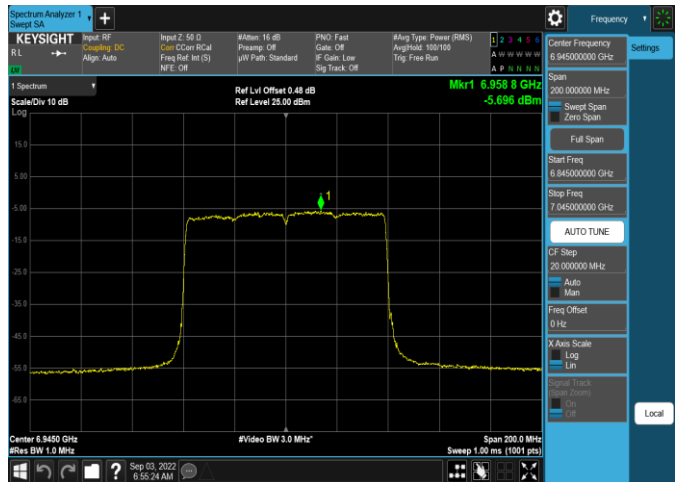 Spectrum Analyzer 1
Swept SA
+
Frequency
KEYSIGHT
RL
LV
Input: RF
Coupling: DC
Align: Auto
Input Z: 50 Ω
Corr CCorr RCal
Freq Ref: Int (S)
NFE: Off
#Atten: 16 dB
Preamp: Off
µW Path: Standard
PNO: Fast
Gate: Off
IF Gain: Low
Sig Track: Off
#Avg Type: Power (RMS)
Avg|Hold: 100/100
Trig: Free Run
1 2 3 4 5 6
A W W W W W
A P N N N N
1 Spectrum
Scale/Div 10 dB
Log
Ref Lvl Offset 0.48 dB
Ref Level 25.00 dBm
Mkr1 6.958 8 GHz
-5.696 dBm
15.0
5.00
-5.00
-15.0
-25.0
-35.0
-45.0
-55.0
-65.0
1
Center 6.9450 GHz
#Res BW 1.0 MHz
#Video BW 3.0 MHz*
Span 200.0 MHz
Sweep 1.00 ms (1001 pts)
Center Frequency
6.945000000 GHz
Settings
Span
200.000000 MHz
Swept Span
Zero Span
Full Span
Start Freq
6.845000000 GHz
Stop Freq
7.045000000 GHz
AUTO TUNE
CF Step
20.000000 MHz
Auto
Man
Freq Offset
0 Hz
X Axis Scale
Log
Lin
Signal Track
(Span Zoom)
On
Off
Local
?
Sep 03, 2022
6:55:24 AM